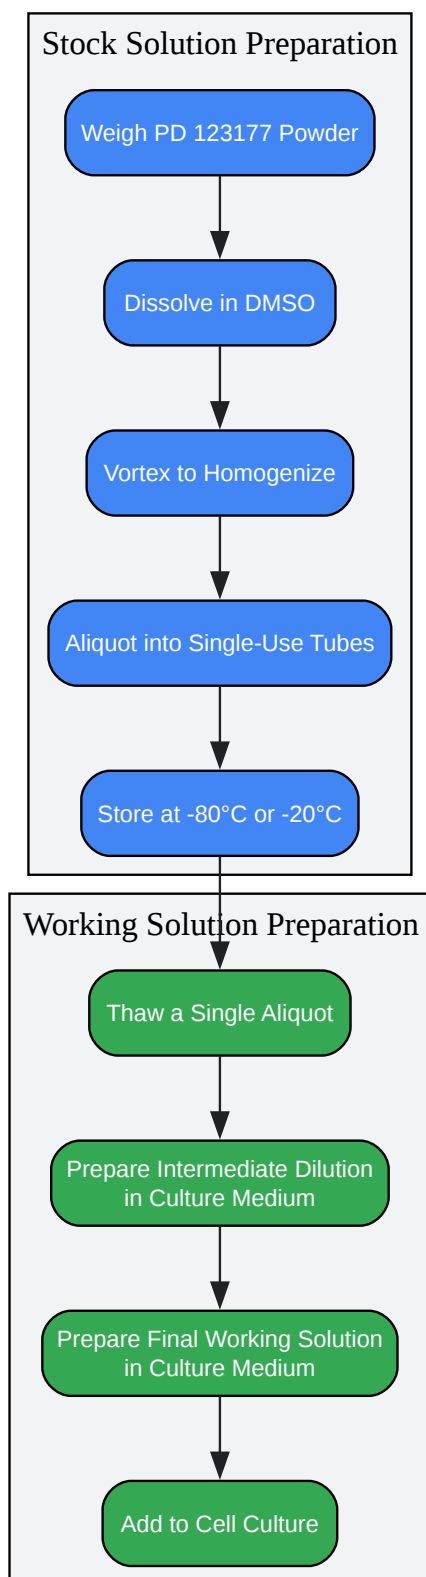 Stock Solution Preparation
Weigh PD 123177 Powder
Dissolve in DMSO
Vortex to Homogenize
Aliquot into Single-Use Tubes
Store at -80°C or -20°C
Working Solution Preparation
Thaw a Single Aliquot
Prepare Intermediate Dilution
in Culture Medium
Prepare Final Working Solution
in Culture Medium
Add to Cell Culture